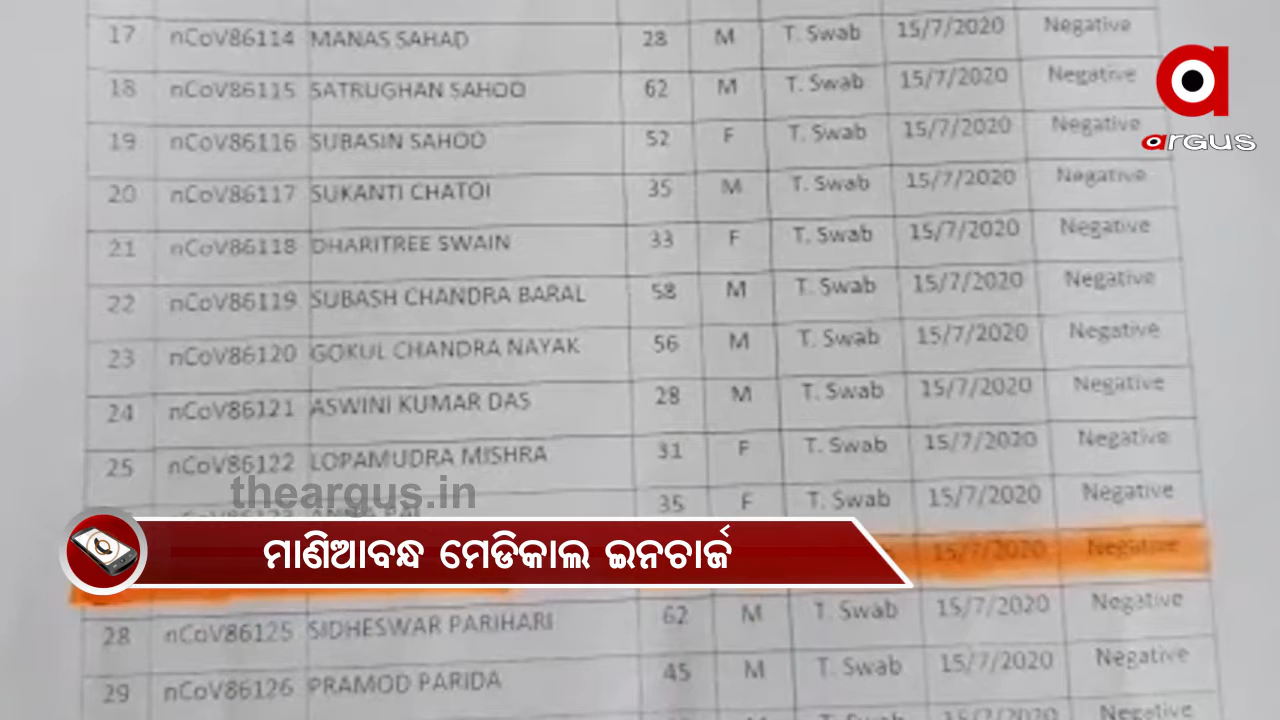 17 nCoV86114 MANAS SAHAD 28 M T. Swab 15/7/2020 Negative
18 nCoV86115 SATRUGHAN SAHOO 62 M T. Swab 15/7/2020 Negative
19 nCoV86116 SUBASIN SAHOO 52 F T. Swab 15/7/2020 Negative
argus
20 nCoV86117 SUKANTI CHATOI 35 M T. Swab 15/7/2020 Negative
21 nCoV86118 DHARITREE SWAIN 33 F T. Swab 15/7/2020 Negative
22 nCoV86119 SUBASH CHANDRA BARAL 58 M T. Swab 15/7/2020 Negative
23 nCoV86120 GOKUL CHANDRA NAYAK 56 M T. Swab 15/7/2020 Negative
24 nCoV86121 ASWINI KUMAR DAS 28 M T. Swab 15/7/2020 Negative
25 nCoV86122 LOPAMUDRA MISHRA 31 F T. Swab 15/7/2020 Negative
theargus.in
35 F T. Swab 15/7/2020 Negative
ମାଣିଆବନ୍ଧ ମେଡିକାଲ ଇନଚାର୍ଜ
15/7/2020 Negative
28 nCoV86125 SIDHESWAR PARIHARI 62 M T. Swab 15/7/2020 Negative
29 nCoV86126 PRAMOD PARIDA 45 M T. Swab 15/7/2020 Negative